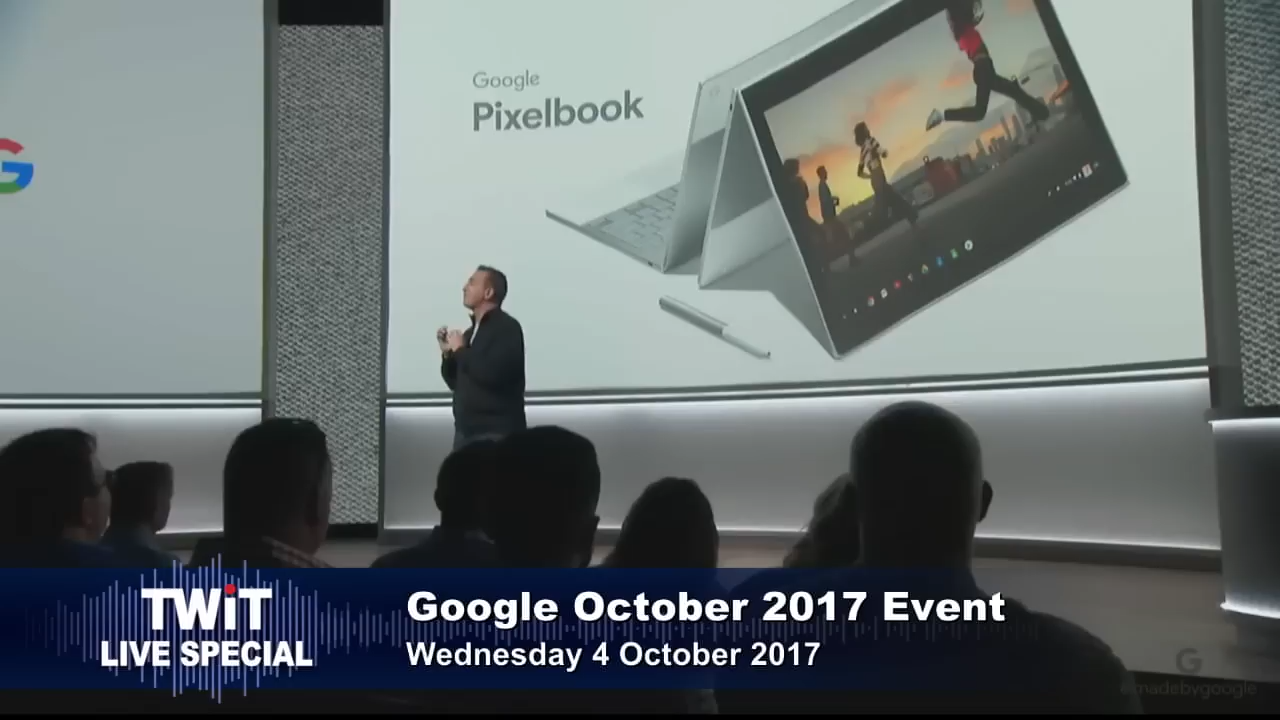 Google
Pixelbook
TWiT
LIVE SPECIAL
Google October 2017 Event
Wednesday 4 October 2017
G
madebygoogle